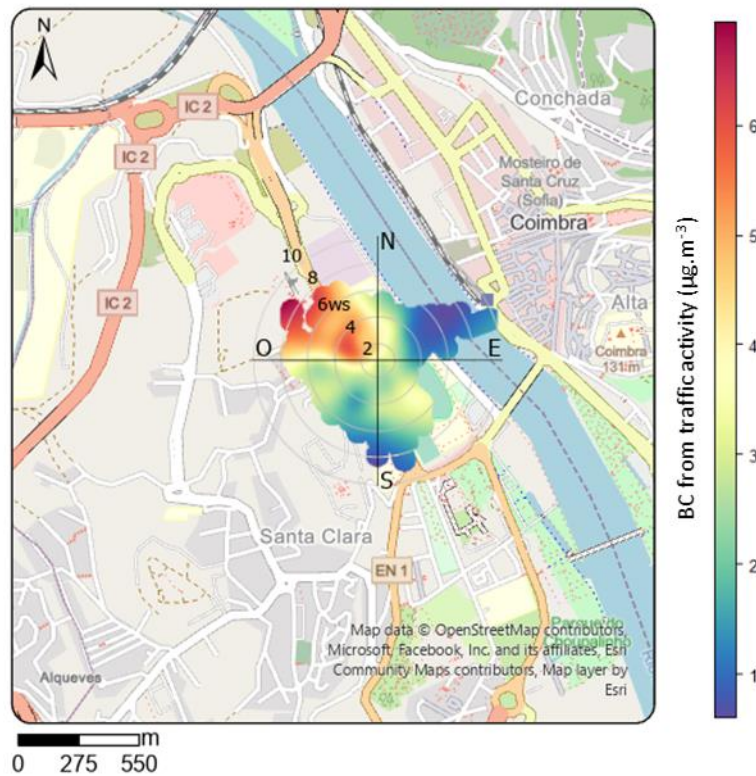 N
IC 2
IC 2
IC 2
Conchada
Mosteiro de
Santa Cruz
(Sofia)
Coimbra
Alta
Coimbra
131 m
N
10
8
6ws
4
2
O
E
S
Santa Clara
EN 1
Alqueves
Parque do
Choupalinho
Map data © OpenStreetMap contributors,
Microsoft, Facebook, Inc. and its affiliates, Esri
Community Maps contributors, Map layer by
Esri
m
0 275 550
6
5
4
3
2
1
BC from traffic activity (µg.m⁻³)